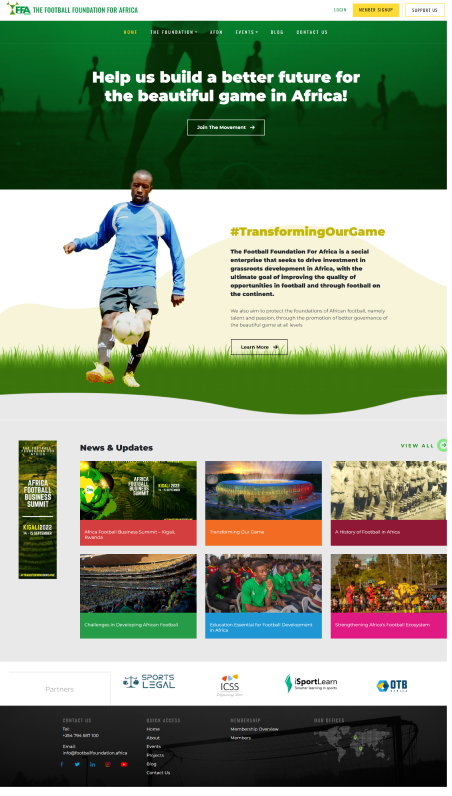 FFA THE FOOTBALL FOUNDATION FOR AFRICA
LOGIN
MEMBER SIGNUP
SUPPORT US
HOME
THE FOUNDATION
AFON
EVENTS
BLOG
CONTACT US
Help us build a better future for
the beautiful game in Africa!
Join The Movement
#TransformingOurGame
The Football Foundation For Africa is a social
enterprise that seeks to drive investment in
grassroots development in Africa, with the
ultimate goal of improving the quality of
opportunities in football and through football on
the continent.
We also aim to protect the foundations of African football, namely
talent and passion, through the promotion of better governance of
the beautiful game at all levels
Learn More
THE FOOTBALL
FOUNDATION FOR
AFRICA
AFRICA
FOOTBALL
BUSINESS
SUMMIT
KIGALI2023
14 - 15 SEPTEMBER
News & Updates
VIEW ALL
AFRICA
FOOTBALL
BUSINESS
SUMMIT
KIGALI 2023
14 - 15 SEPTEMBER
Africa Football Business Summit – Kigali,
Rwanda
Transforming Our Game
A History of Football in Africa
Challenges in Developing African Football
Education Essential for Football Development
in Africa
Strengthening Africa's Football Ecosystem
Partners
SPORTS
LEGAL
ICSS
iSportLearn
Smarter learning in sports
OTB
AFRICA
CONTACT US
Tel:
+254 794 887 100
Email:
info@footballfoundation.africa
QUICK ACCESS
Home
About
Events
Projects
Blog
Contact Us
MEMBERSHIP
Membership Overview
Members
OUR OFFICES